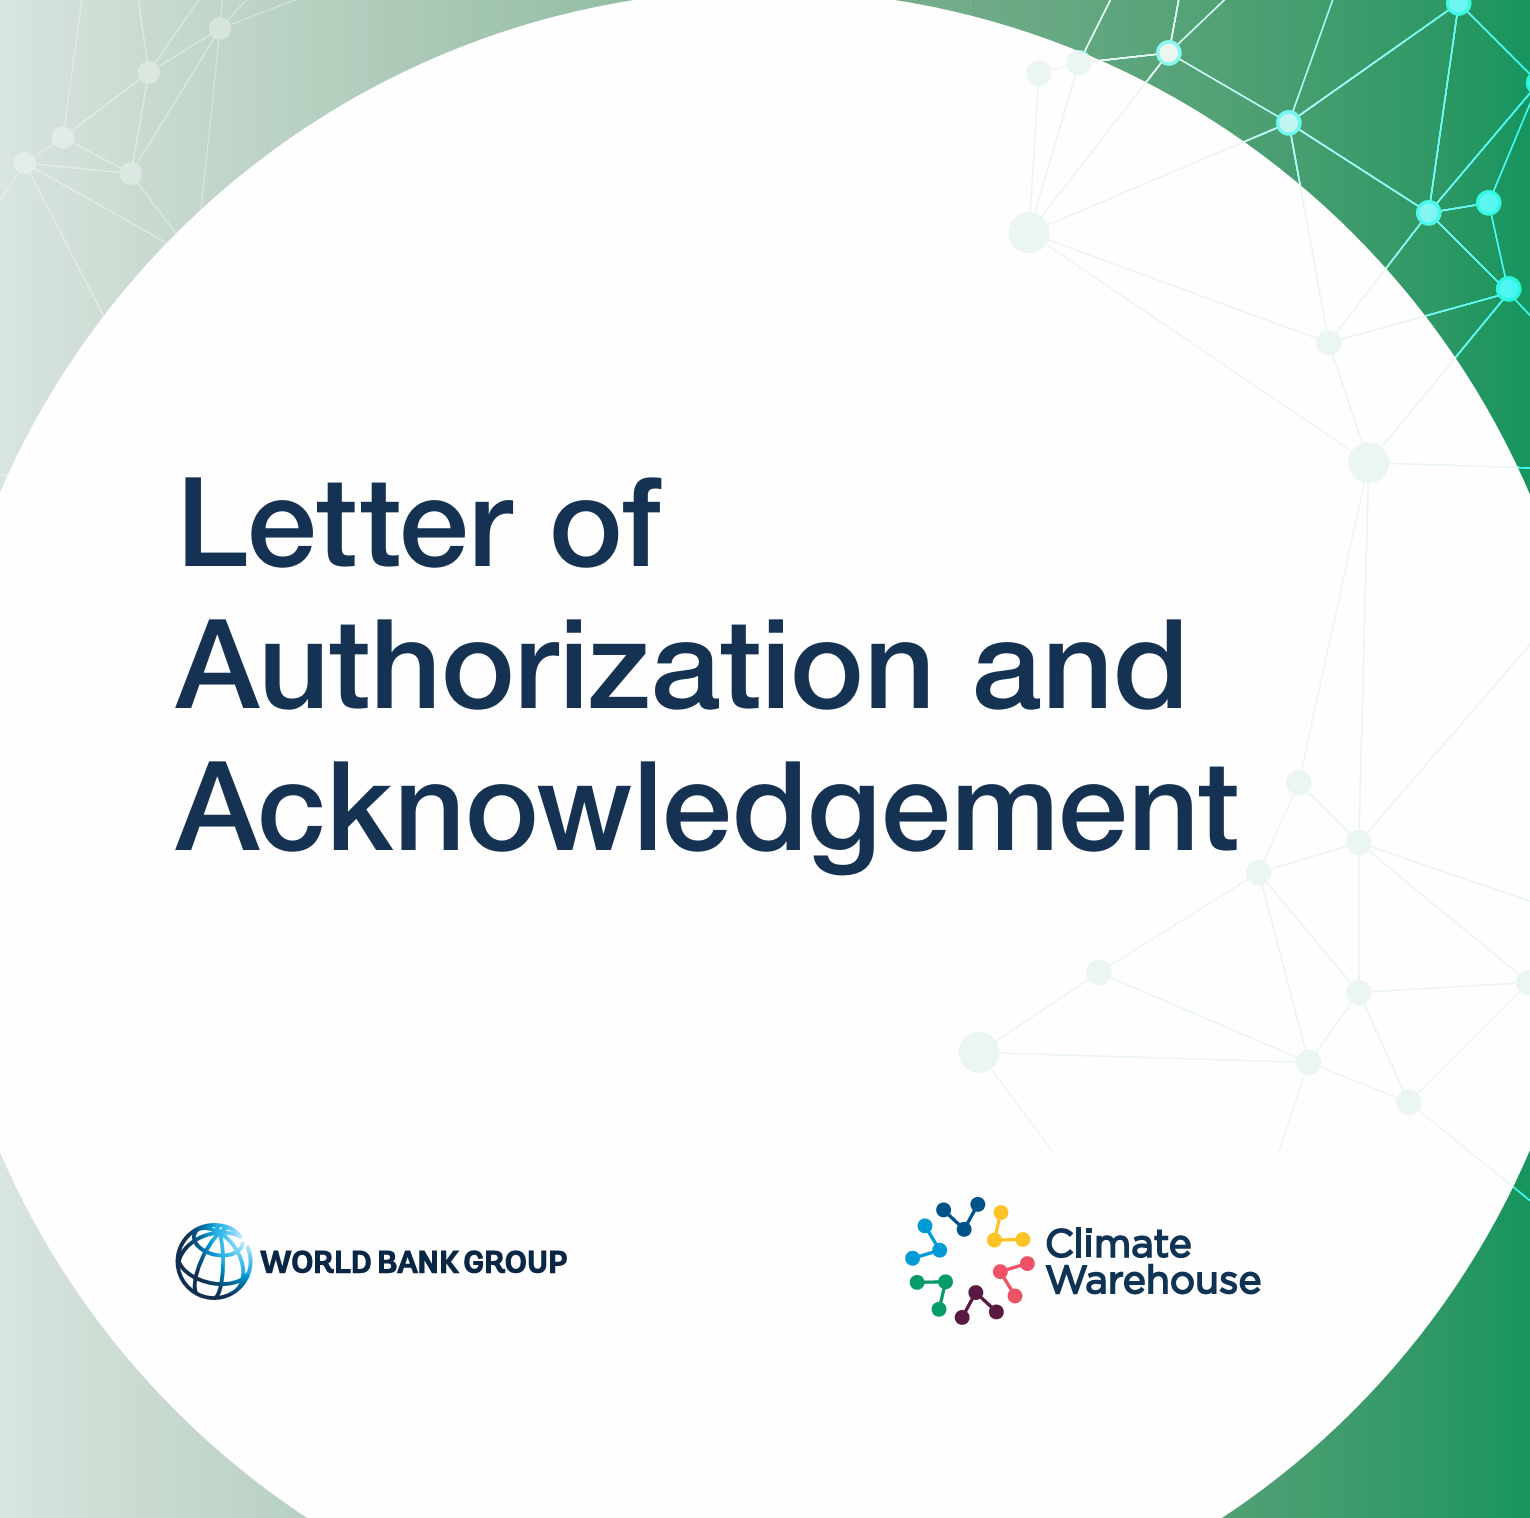 Letter of
Authorization and
Acknowledgement
WORLD BANK GROUP
Climate
Warehouse